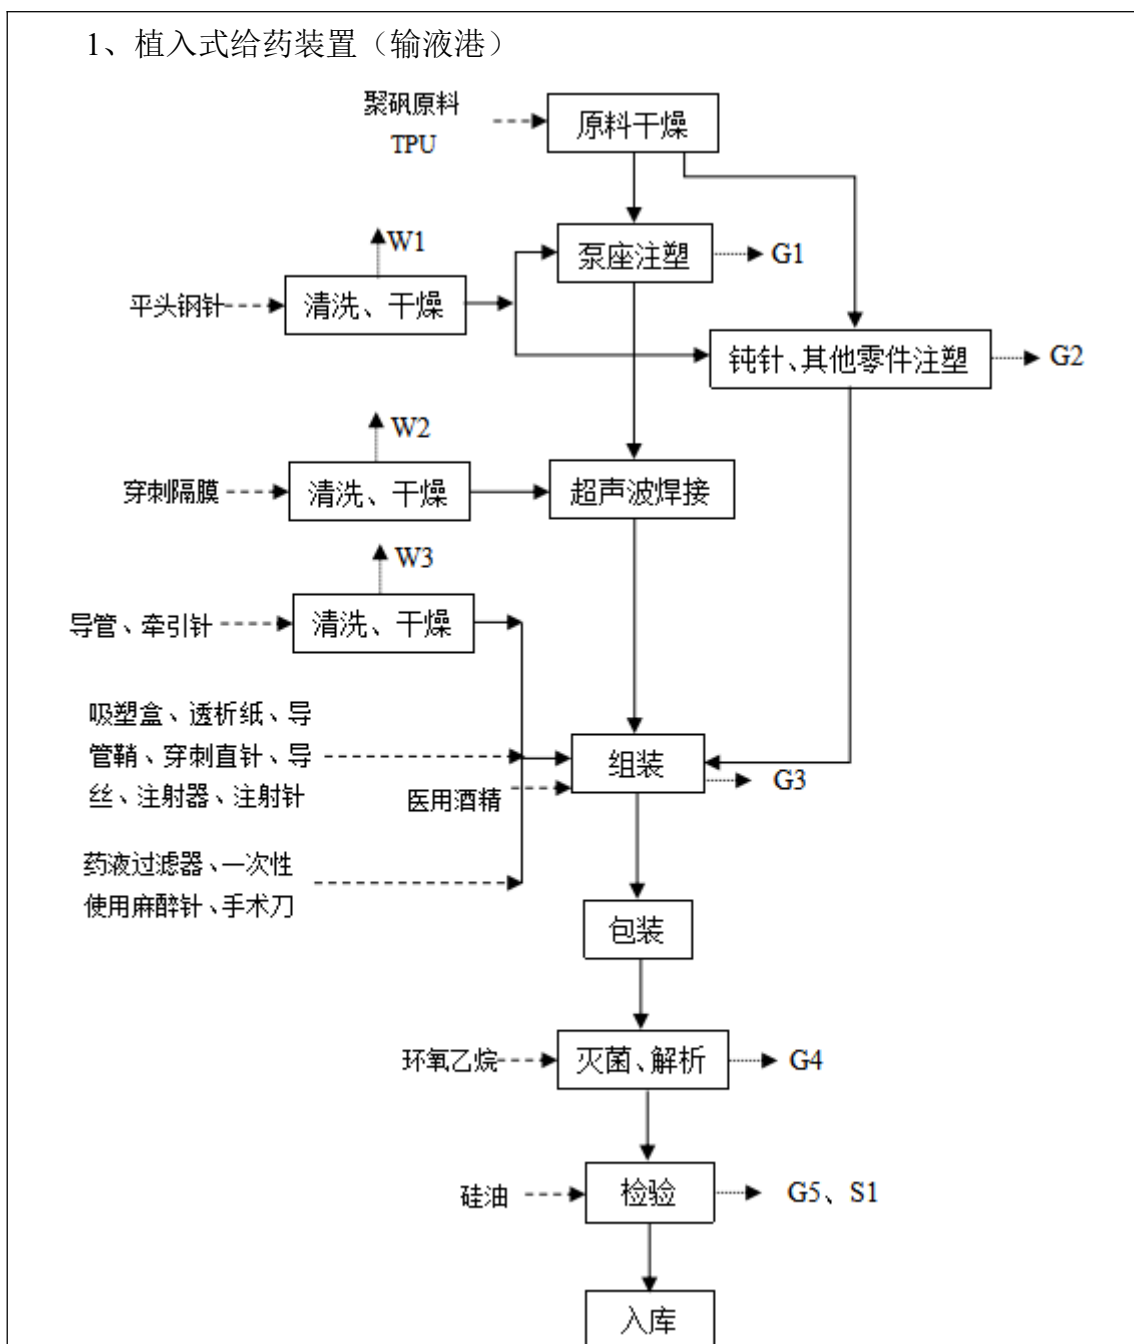 1、植入式给药装置（输液港）
聚砜原料
TPU
原料干燥
W1
泵座注塑
G1
平头钢针
清洗、干燥
钝针、其他零件注塑
G2
W2
穿刺隔膜
清洗、干燥
超声波焊接
W3
导管、牵引针
清洗、干燥
吸塑盒、透析纸、导
管鞘、穿刺直针、导
丝、注射器、注射针
组装
G3
医用酒精
药液过滤器、一次性
使用麻醉针、手术刀
包装
环氧乙烷
灭菌、解析
G4
硅油
检验
G5、S1
入库